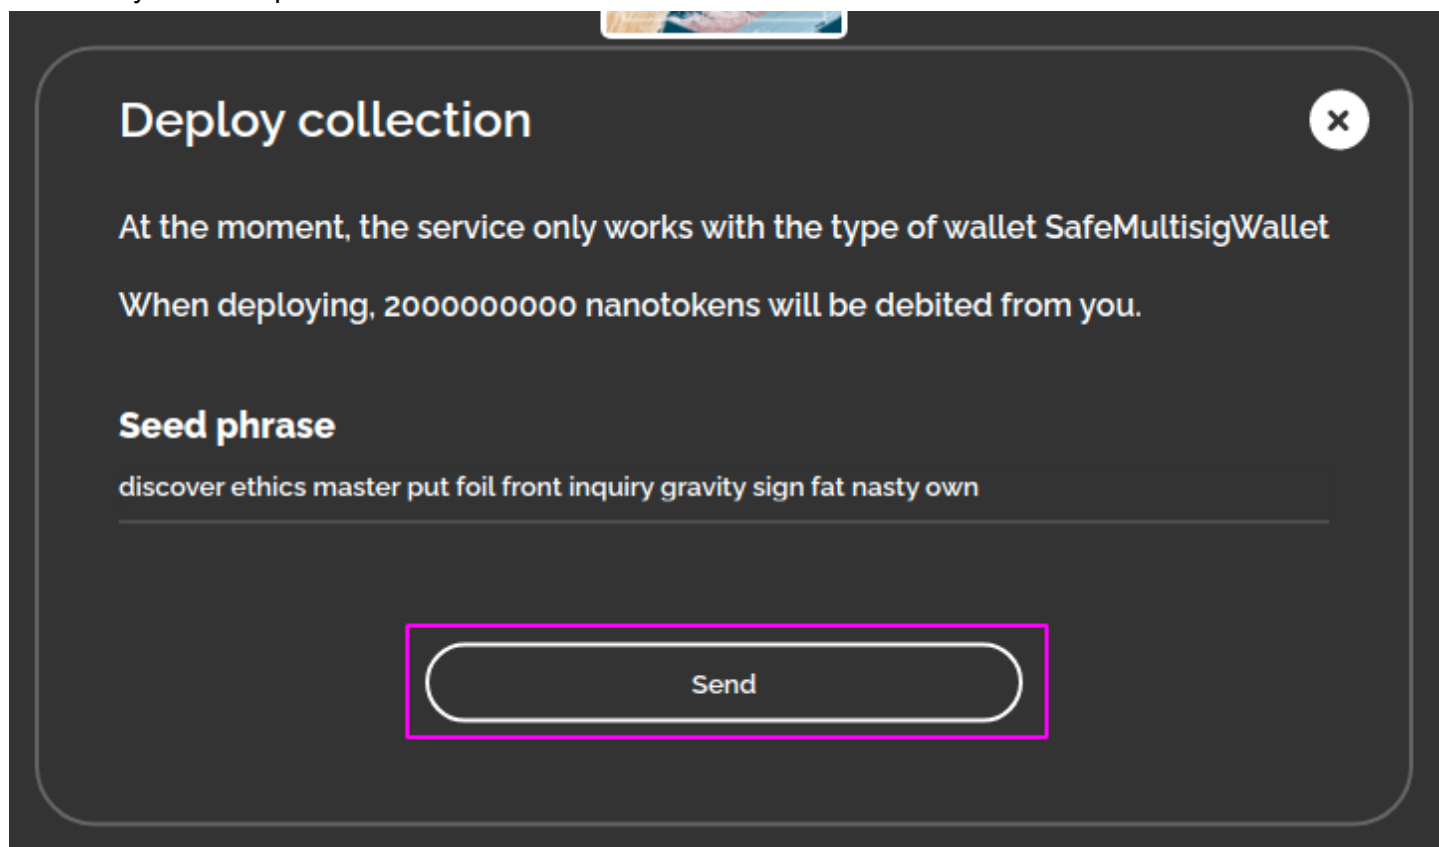 Deploy collection
At the moment, the service only works with the type of wallet SafeMultisigWallet
When deploying, 2000000000 nanotokens will be debited from you.
Seed phrase
discover ethics master put foil front inquiry gravity sign fat nasty own
Send